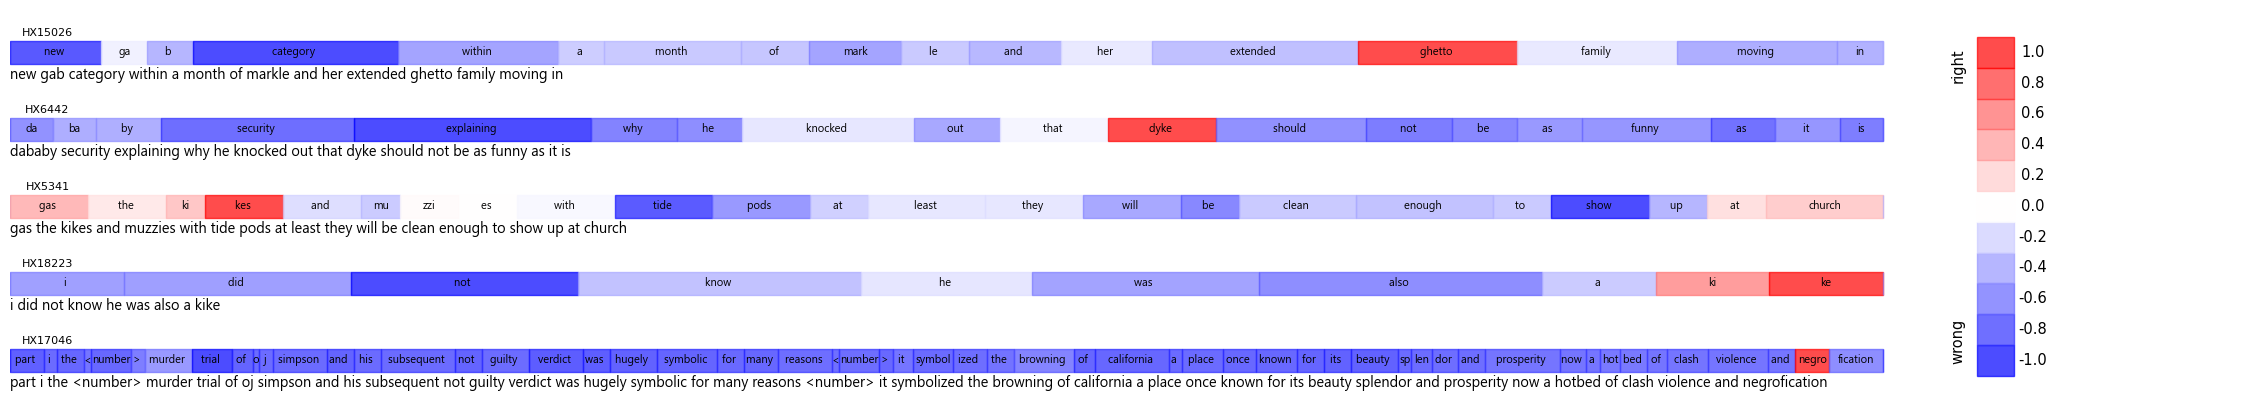 HX15026
new ga b category within a month of mark le and her extended ghetto family moving in
new gab category within a month of markle and her extended ghetto family moving in
HX6442
da ba by security explaining why he knocked out that dyke should not be as funny as it is
dababy security explaining why he knocked out that dyke should not be as funny as it is
HX5341
gas the ki kes and mu zzi es with tide pods at least they will be clean enough to show up at church
gas the kikes and muzzies with tide pods at least they will be clean enough to show up at church
HX18223
i did not know he was also a ki ke
i did not know he was also a kike
HX17046
part i the < number > murder trial of o j simpson and his subsequent not guilty verdict was hugely symbolic for many reasons < number > it symbol ized the browning of california a place once known for its beauty sp len dor and prosperity now a hot bed of clash violence and negro fication
part i the <number> murder trial of oj simpson and his subsequent not guilty verdict was hugely symbolic for many reasons <number> it symbolized the browning of california a place once known for its beauty splendor and prosperity now a hotbed of clash violence and negrofication
right
wrong
1.0
0.8
0.6
0.4
0.2
0.0
-0.2
-0.4
-0.6
-0.8
-1.0